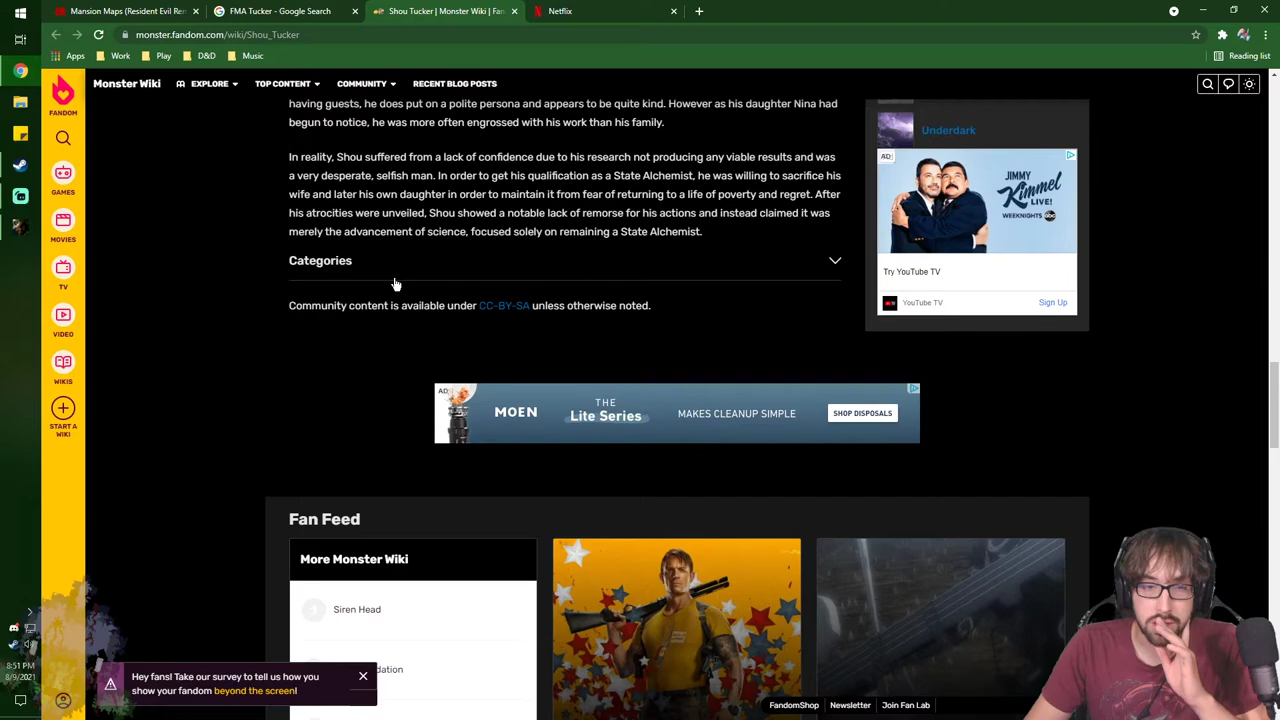 Mansion Maps (Resident Evil Rem
FMA Tucker - Google Search
Shou Tucker | Monster Wiki | Fan
Netflix
monster.fandom.com/wiki/Shou_Tucker
Apps
Work
Play
D&D
Music
Reading list
FANDOM
Monster Wiki
EXPLORE
TOP CONTENT
COMMUNITY
RECENT BLOG POSTS
GAMES
MOVIES
TV
VIDEO
WIKIS
START A
WIKI
having guests, he does put on a polite persona and appears to be quite kind. However as his daughter Nina had
begun to notice, he was more often engrossed with his work than his family.
In reality, Shou suffered from a lack of confidence due to his research not producing any viable results and was
a very desperate, selfish man. In order to get his qualification as a State Alchemist, he was willing to sacrifice his
wife and later his own daughter in order to maintain it from fear of returning to a life of poverty and regret. After
his atrocities were unveiled, Shou showed a notable lack of remorse for his actions and instead claimed it was
merely the advancement of science, focused solely on remaining a State Alchemist.
Categories
Community content is available under CC-BY-SA unless otherwise noted.
Underdark
AD
JIMMY
Kimmel
LIVE!
WEEKNIGHTS abc
Try YouTube TV
YouTube TV
Sign Up
AD
MOEN
THE
Lite Series
MAKES CLEANUP SIMPLE
SHOP DISPOSALS
Fan Feed
More Monster Wiki
1
Siren Head
dation
Hey fans! Take our survey to tell us how you
show your fandom beyond the screen!
8:51 PM
8/9/2021
FandomShop
Newsletter
Join Fan Lab